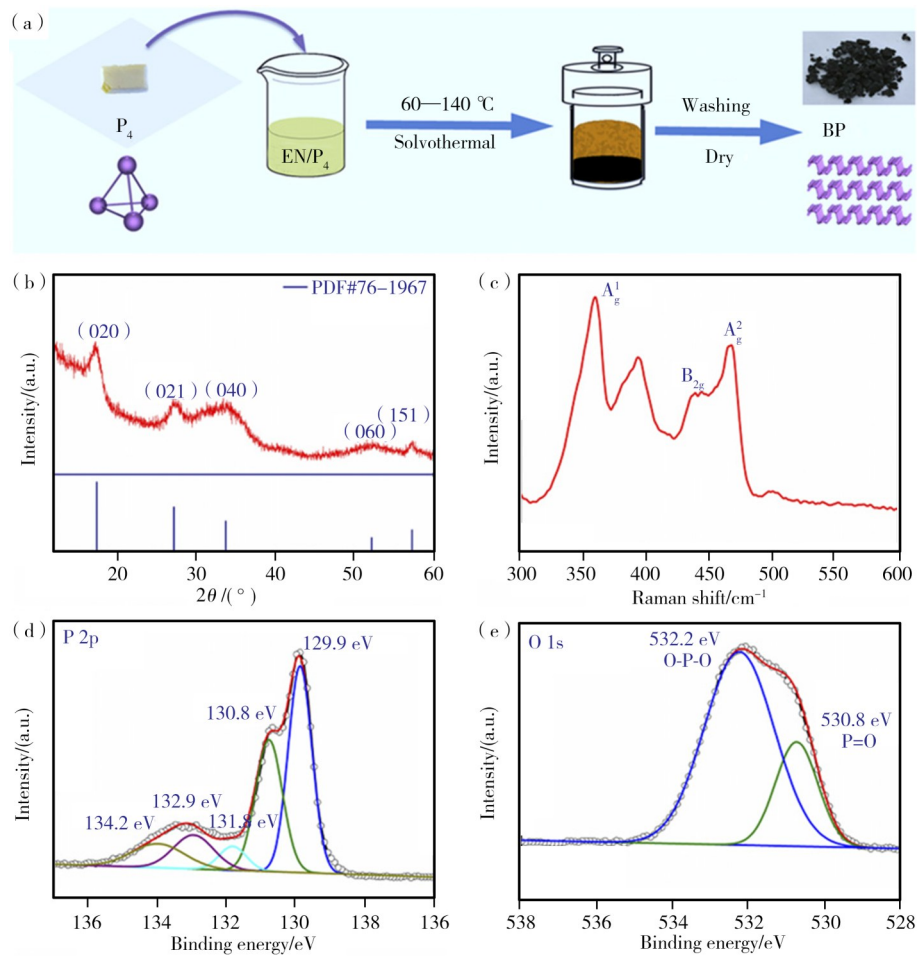 (a)
P4
EN/P4
60—140 ℃
Solvothermal
Washing
Dry
BP
(b)
PDF#76-1967
(020)
(021)
(040)
(060)
(151)
Intensity/(a.u.)
20
30
40
50
60
2θ/(°)
(c)
A1g
B2g
A2g
Intensity/(a.u.)
300
350
400
450
500
550
600
Raman shift/cm-1
(d)
P 2p
129.9 eV
130.8 eV
131.8 eV
132.9 eV
134.2 eV
Intensity/(a.u.)
136
134
132
130
136
136
Binding energy/eV
(e)
O 1s
532.2 eV
O-P-O
530.8 eV
P=O
Intensity/(a.u.)
538
536
534
532
530
528
Binding energy/eV